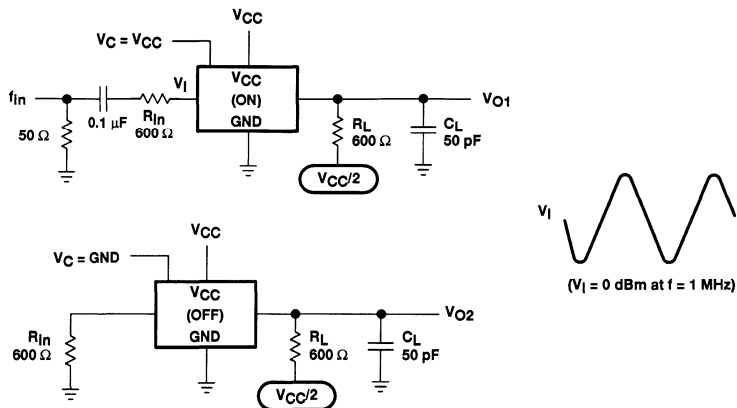 VCC
VC = VCC
VI
VCC
(ON)
GND
fin
50 Ω
0.1 µF
Rin
600 Ω
RL
600 Ω
CL
50 pF
VO1
VCC/2
VI
(VI = 0 dBm at f = 1 MHz)
VCC
VC = GND
VCC
(OFF)
GND
Rin
600 Ω
RL
600 Ω
CL
50 pF
VO2
VCC/2